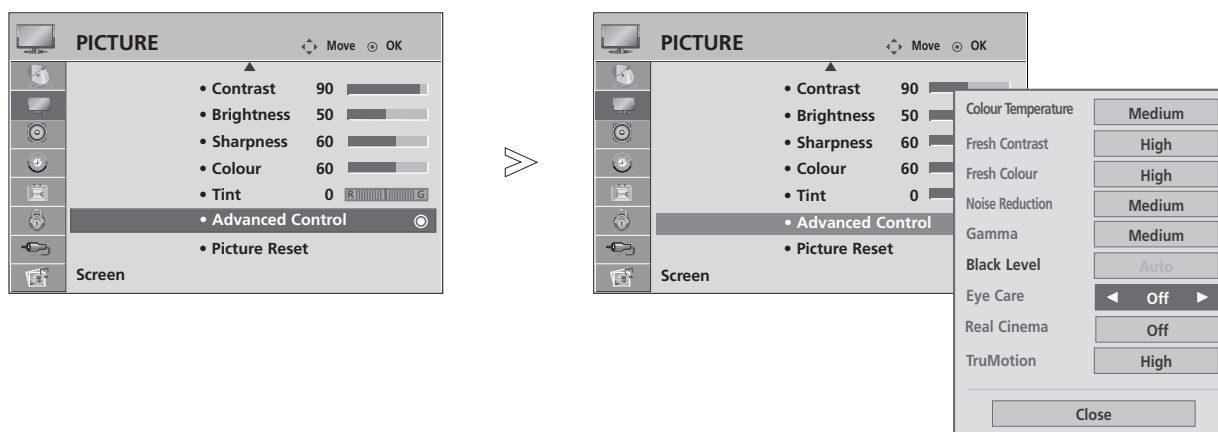 PICTURE Move OK
• Contrast 90
• Brightness 50
• Sharpness 60
• Colour 60
• Tint 0 R G
• Advanced Control
• Picture Reset
Screen
PICTURE Move OK
• Contrast 90
• Brightness 50
• Sharpness 60
• Colour 60
• Tint 0
• Advanced Control
• Picture Reset
Screen
Colour Temperature Medium
Fresh Contrast High
Fresh Colour High
Noise Reduction Medium
Gamma Medium
Black Level Auto
Eye Care ◄ Off ►
Real Cinema Off
TruMotion High
Close